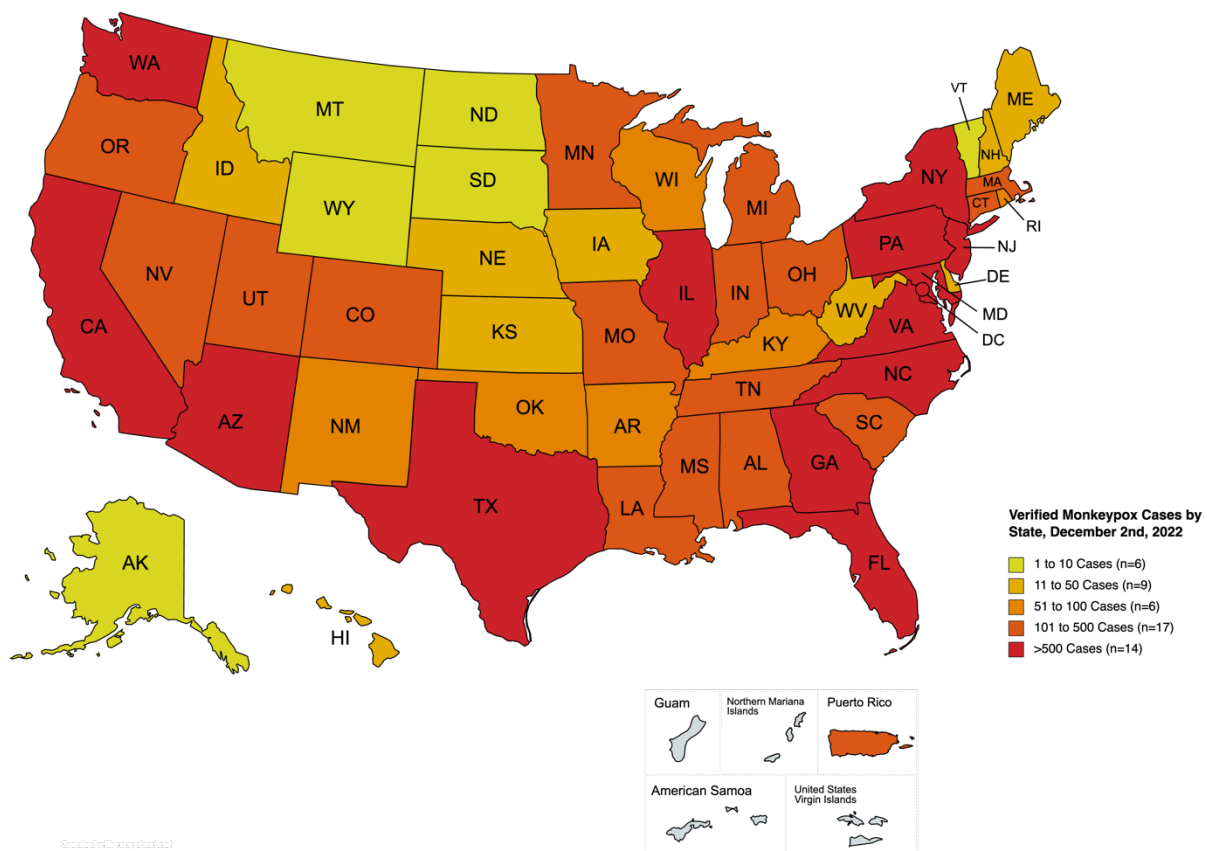 WA
MT
ND
VT
ME
OR
ID
MN
NH
SD
WI
NY
MA
WY
MI
CT
RI
NE
IA
PA
NJ
NV
OH
DE
UT
IL
IN
CA
CO
WV
MD
KS
MO
VA
DC
KY
NC
TN
OK
AZ
NM
AR
SC
MS
AL
GA
TX
LA
FL
AK
HI
Verified Monkeypox Cases by
State, December 2nd, 2022
1 to 10 Cases (n=6)
11 to 50 Cases (n=9)
51 to 100 Cases (n=6)
101 to 500 Cases (n=17)
>500 Cases (n=14)
Guam
Northern Mariana
Islands
Puerto Rico
American Samoa
United States
Virgin Islands